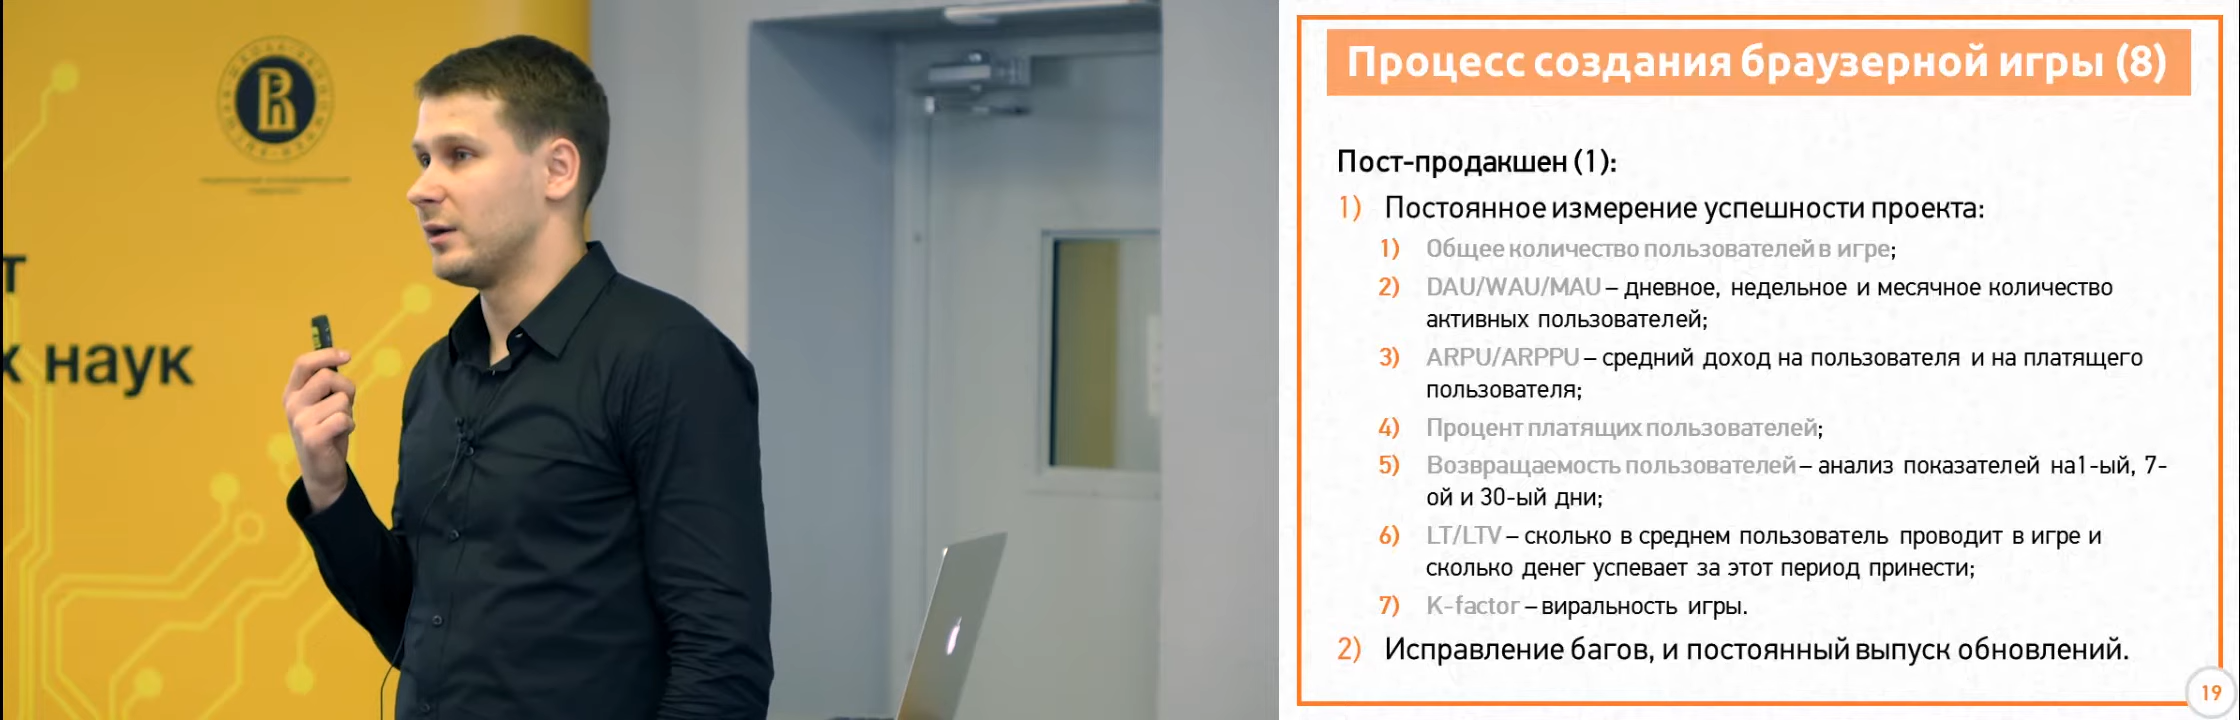 т
х наук
Процесс создания браузерной игры (8)
Пост-продакшен (1):
1) Постоянное измерение успешности проекта:
1) Общее количество пользователей в игре;
2) DAU/WAU/MAU – дневное, недельное и месячное количество
активных пользователей;
3) ARPU/ARPPU – средний доход на пользователя и на платящего
пользователя;
4) Процент платящих пользователей;
5) Возвращаемость пользователей – анализ показателей на1-ый, 7-
ой и 30-ый дни;
6) LT/LTV – сколько в среднем пользователь проводит в игре и
сколько денег успевает за этот период принести;
7) K-factor – виральность игры.
2) Исправление багов, и постоянный выпуск обновлений.
19